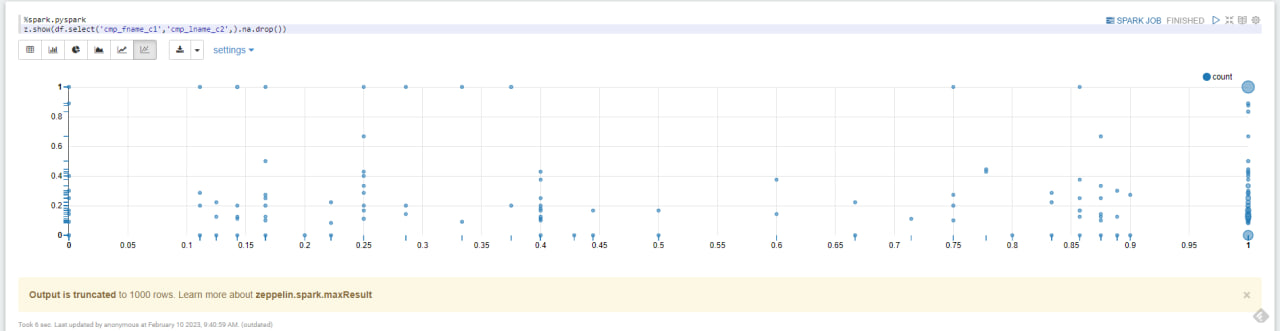 %spark.pyspark
z.show(df.select('cmp_fname_c1','cmp_lname_c2',).na.drop())
SPARK JOB FINISHED
settings
count
1
0.8
0.6
0.4
0.2
0
0 0.05 0.1 0.15 0.2 0.25 0.3 0.35 0.4 0.45 0.5 0.55 0.6 0.65 0.7 0.75 0.8 0.85 0.9 0.95 1
Output is truncated to 1000 rows. Learn more about zeppelin.spark.maxResult
Took 6 sec. Last updated by anonymous at February 10 2023, 9:40:59 AM. (outdated)